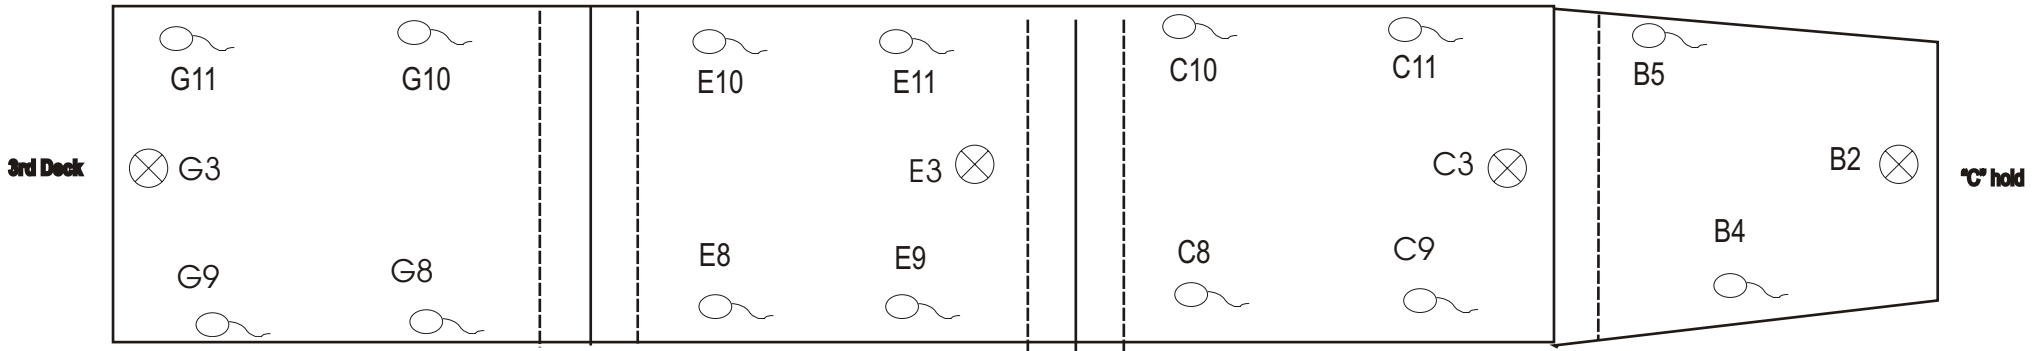 G11
G10
E10
E11
C10
C11
B5
3rd Deck
G3
E3
C3
B2
"C" hold
G9
G8
E8
E9
C8
C9
B4